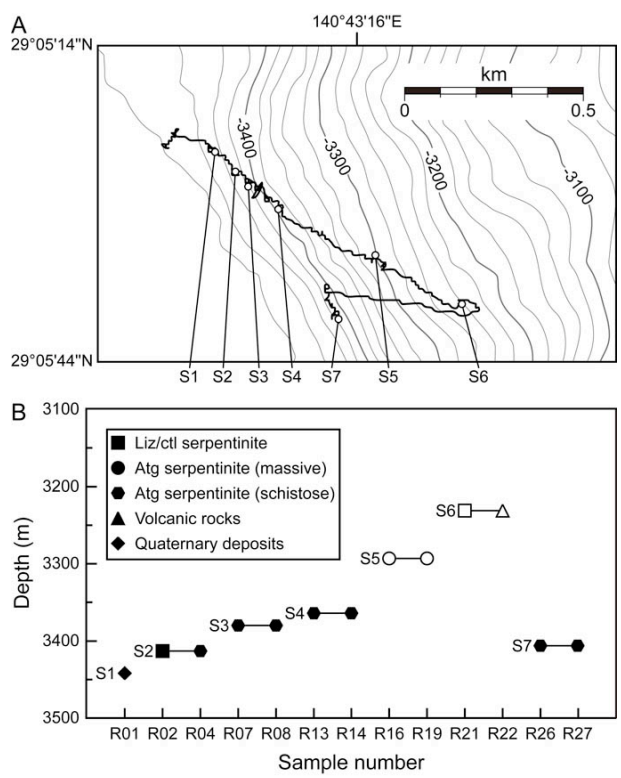 A
140°43'16"E
29°05'14"N
km
0 0.5
-3400
-3300
-3200
-3100
29°05'44"N
S1 S2 S3 S4 S7 S5 S6
B
3100
3200
3300
3400
3500
Depth (m)
Liz/ctl serpentinite
Atg serpentinite (massive)
Atg serpentinite (schistose)
Volcanic rocks
Quaternary deposits
S6
S5
S4
S3
S2
S7
S1
R01 R02 R04 R07 R08 R13 R14 R16 R19 R21 R22 R26 R27
Sample number